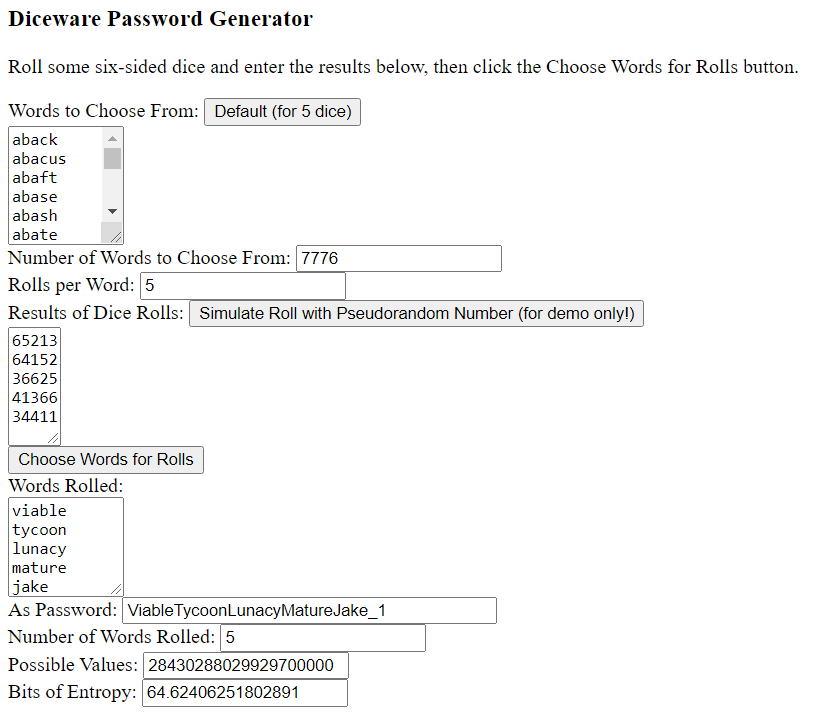 Diceware Password Generator
Roll some six-sided dice and enter the results below, then click the Choose Words for Rolls button.
Words to Choose From: Default (for 5 dice)
aback
abacus
abaft
abase
abash
abate
Number of Words to Choose From: 7776
Rolls per Word: 5
Results of Dice Rolls: Simulate Roll with Pseudorandom Number (for demo only!)
65213
64152
36625
41366
34411
Choose Words for Rolls
Words Rolled:
viable
tycoon
lunacy
mature
jake
As Password: ViableTycoonLunacyMatureJake_1
Number of Words Rolled: 5
Possible Values: 28430288029929700000
Bits of Entropy: 64.62406251802891